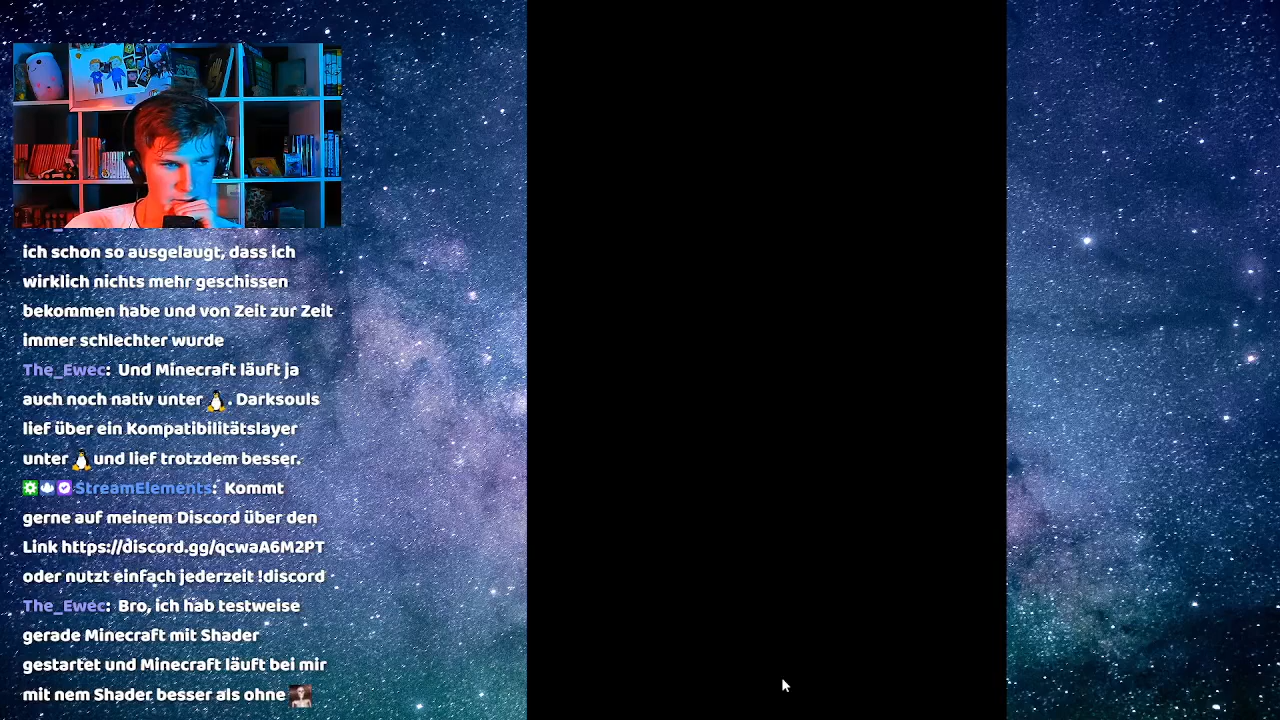 ich schon so ausgelaugt, dass ich
wirklich nichts mehr geschissen
bekommen habe und von Zeit zur Zeit
immer schlechter wurde
The_Ewec: Und Minecraft läuft ja
auch noch nativ unter . Darksouls
lief über ein Kompatibilitätslayer
unter und lief trotzdem besser.
StreamElements: Kommt
gerne auf meinem Discord über den
Link https://discord.gg/qcwaA6M2PT
oder nutzt einfach jederzeit !discord
The_Ewec: Bro, ich hab testweise
gerade Minecraft mit Shader
gestartet und Minecraft läuft bei mir
mit nem Shader besser als ohne